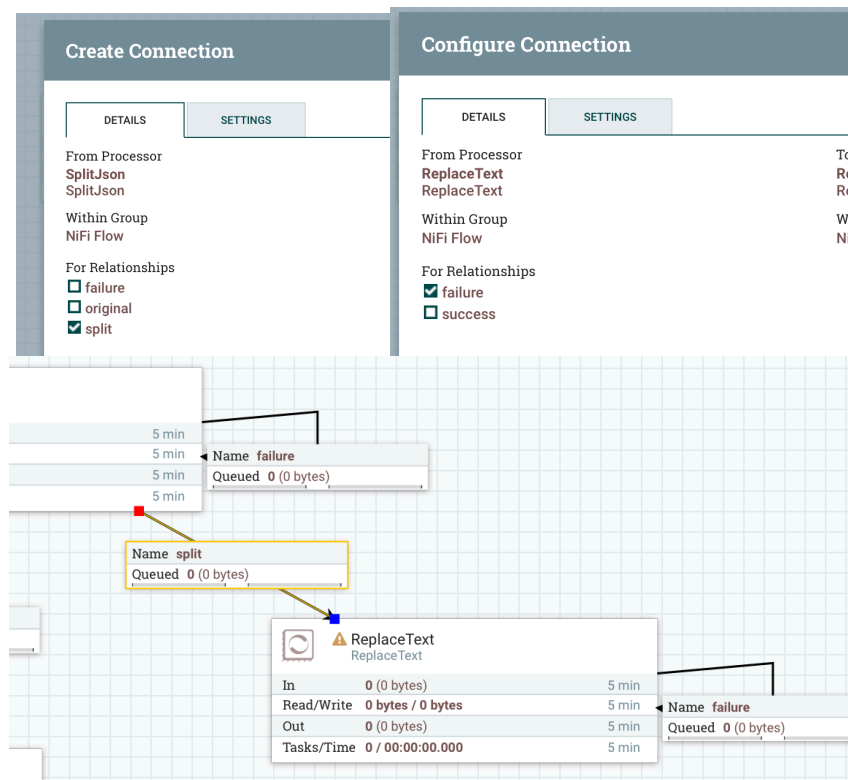 Create Connection
DETAILS
SETTINGS
From Processor
SplitJson
SplitJson
Within Group
NiFi Flow
For Relationships
failure
original
split
Configure Connection
DETAILS
SETTINGS
From Processor
ReplaceText
ReplaceText
Within Group
NiFi Flow
For Relationships
failure
success
5 min
5 min
5 min
5 min
Name failure
Queued 0 (0 bytes)
Name split
Queued 0 (0 bytes)
ReplaceText
ReplaceText
In 0 (0 bytes) 5 min
Read/Write 0 bytes / 0 bytes 5 min
Out 0 (0 bytes) 5 min
Tasks/Time 0 / 00:00:00.000 5 min
Name failure
Queued 0 (0 bytes)